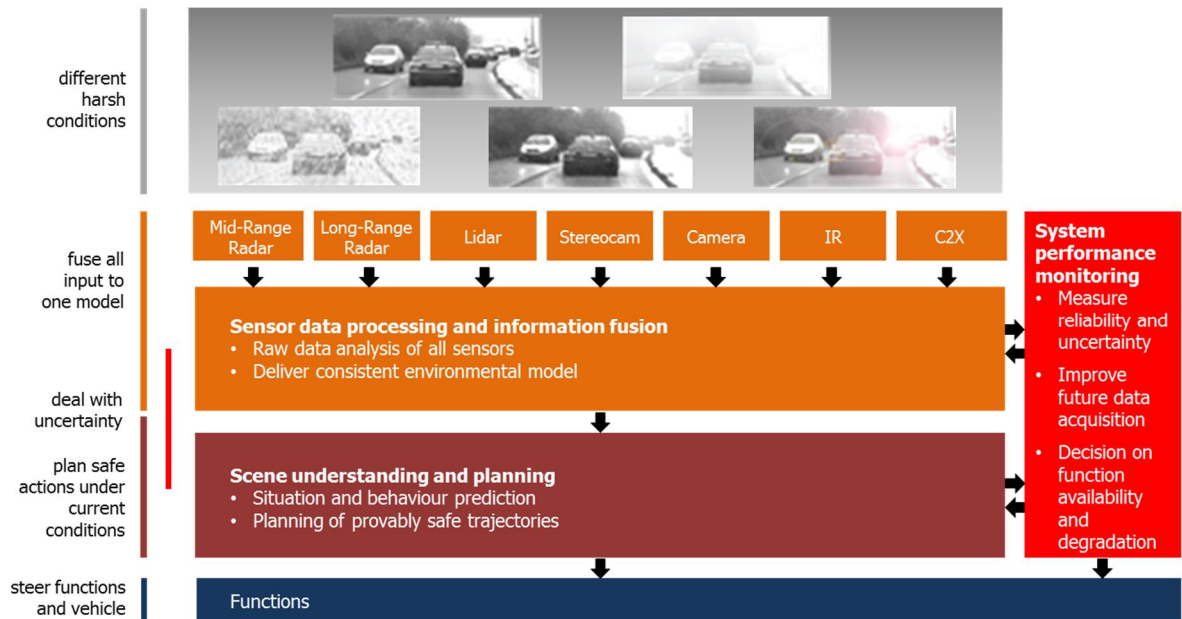 different
harsh
conditions
Mid-Range
Radar
Long-Range
Radar
Lidar
Stereocam
Camera
IR
C2X
fuse all
input to
one model
Sensor data processing and information fusion
• Raw data analysis of all sensors
• Deliver consistent environmental model
System
performance
monitoring
• Measure
reliability and
uncertainty
• Improve
future data
acquisition
• Decision on
function
availability
and
degradation
deal with
uncertainty
plan safe
actions under
current
conditions
Scene understanding and planning
• Situation and behaviour prediction
• Planning of provably safe trajectories
steer functions
and vehicle
Functions